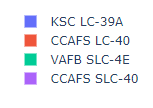 KSC LC-39A
CCAFS LC-40
VAFB SLC-4E
CCAFS SLC-40